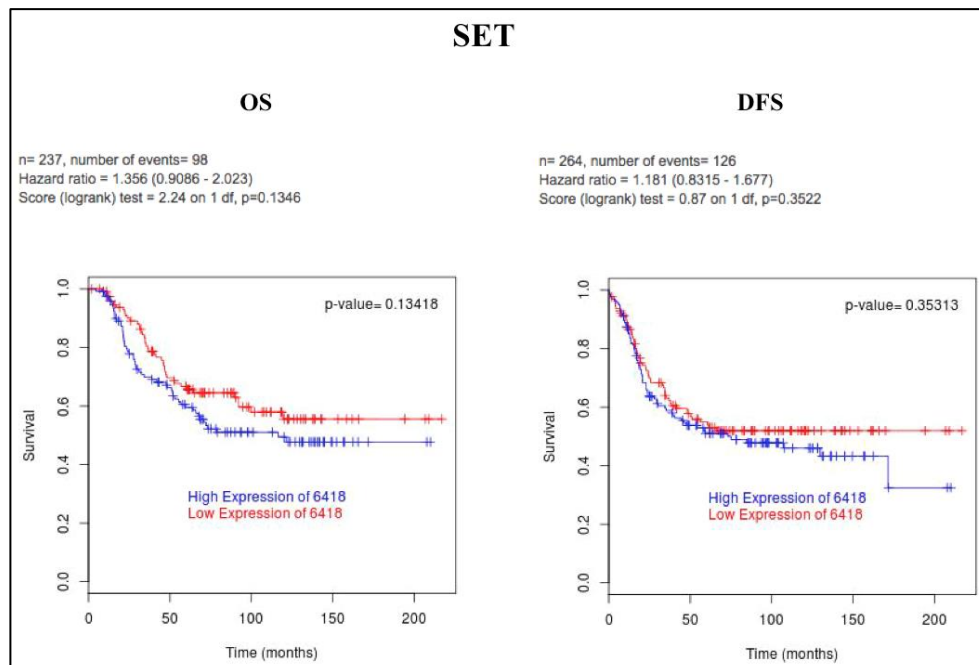 SET
OS
n= 237, number of events= 98
Hazard ratio = 1.356 (0.9086 - 2.023)
Score (logrank) test = 2.24 on 1 df, p=0.1346
p-value= 0.13418
1.0
0.8
0.6
0.4
0.2
0.0
Survival
High Expression of 6418
Low Expression of 6418
0 50 100 150 200
Time (months)
DFS
n= 264, number of events= 126
Hazard ratio = 1.181 (0.8315 - 1.677)
Score (logrank) test = 0.87 on 1 df, p=0.3522
p-value= 0.35313
1.0
0.8
0.6
0.4
0.2
0.0
Survival
High Expression of 6418
Low Expression of 6418
0 50 100 150 200
Time (months)